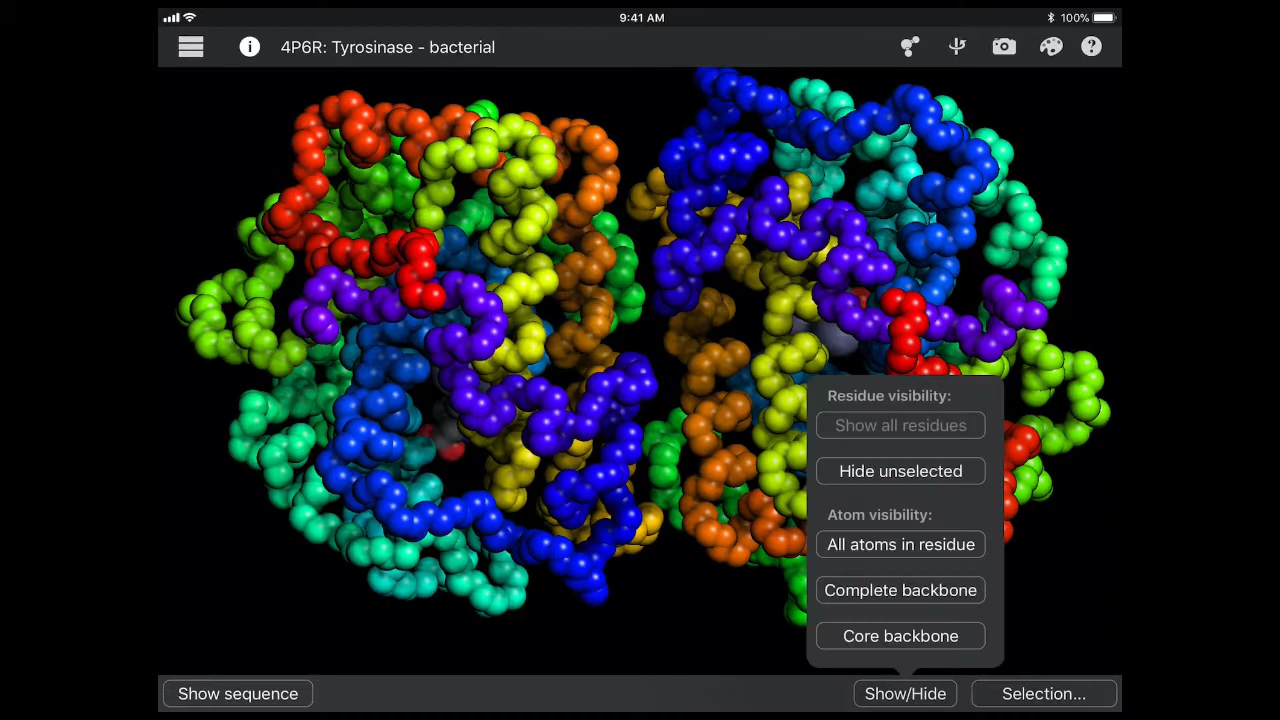 9:41 AM
100%
i
4P6R: Tyrosinase - bacterial
?
Residue visibility:
Show all residues
Hide unselected
Atom visibility:
All atoms in residue
Complete backbone
Core backbone
Show sequence
Show/Hide
Selection...